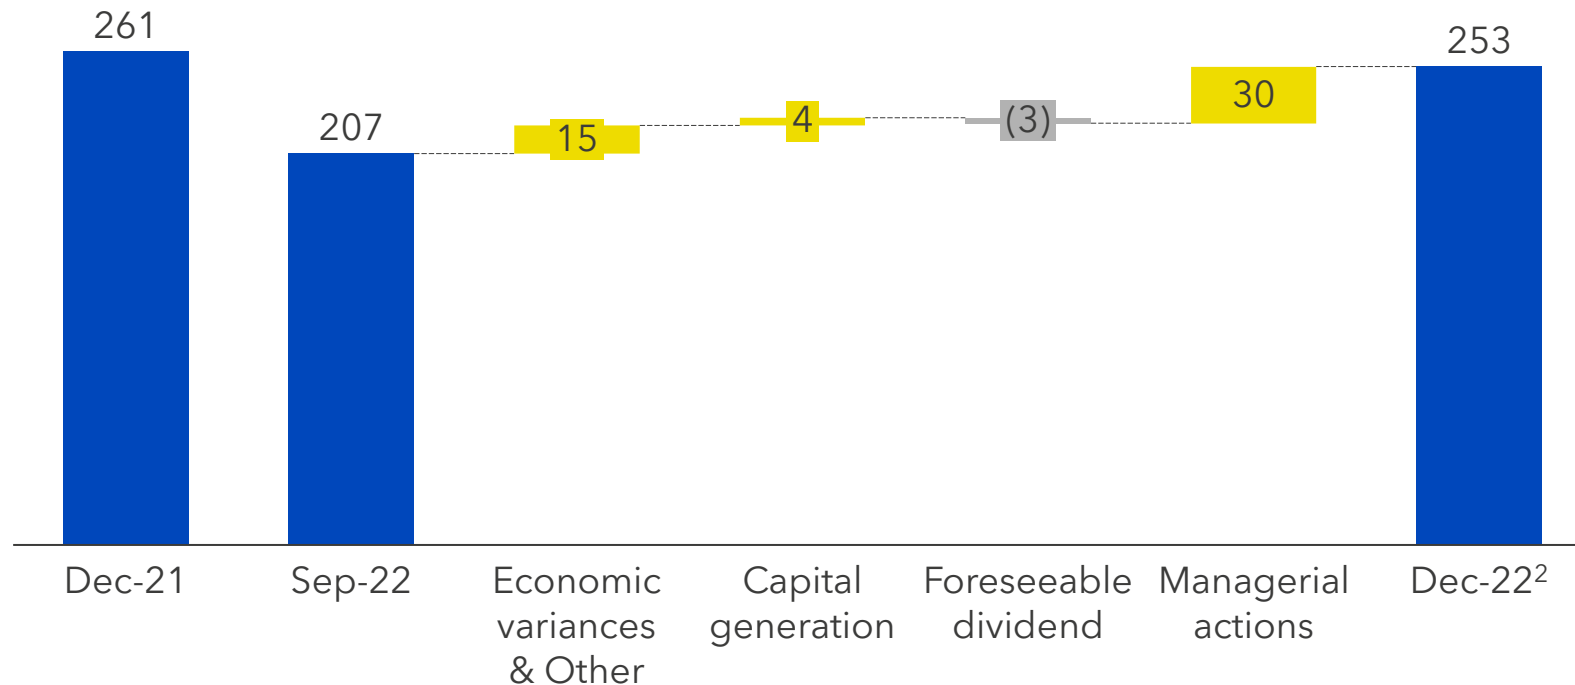 261
207
15
4
(3)
30
253
Dec-21
Sep-22
Economic
variances
& Other
Capital
generation
Foreseeable
dividend
Managerial
actions
Dec-22²